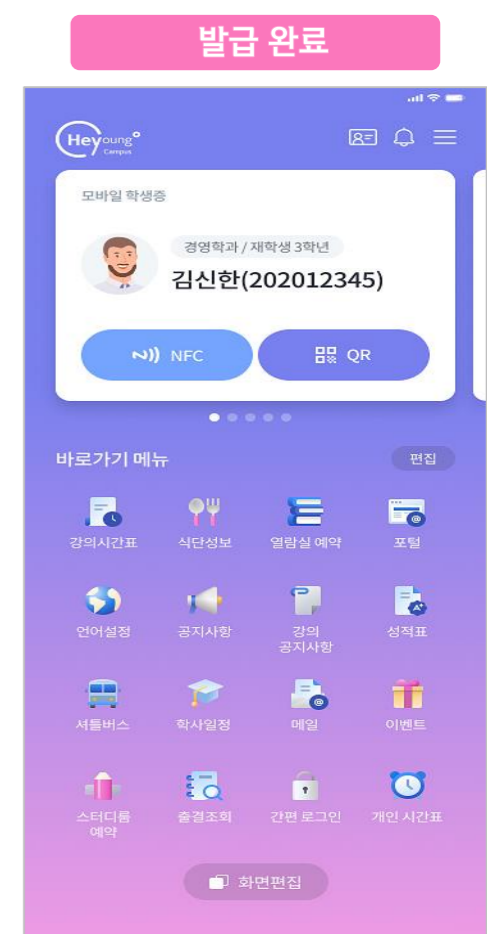 발급 완료
Heyoung
Campus
모바일 학생증
경영학과 / 재학생 3학년
김신한(202012345)
NFC
QR
바로가기 메뉴
편집
강의시간표
식단성보
열람실 예약
포털
언어설정
공지사항
강의
공지사항
성적표
셔틀버스
학사일정
메일
이벤트
스터디룸
예약
출결조회
간편 로그인
개인 시간표
화면편집